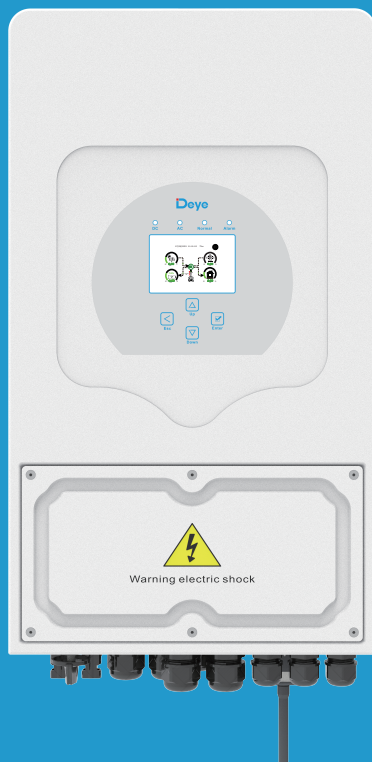 Deye
DC AC Normal Alarm
Up
Esc Enter
Down
Warning electric shock